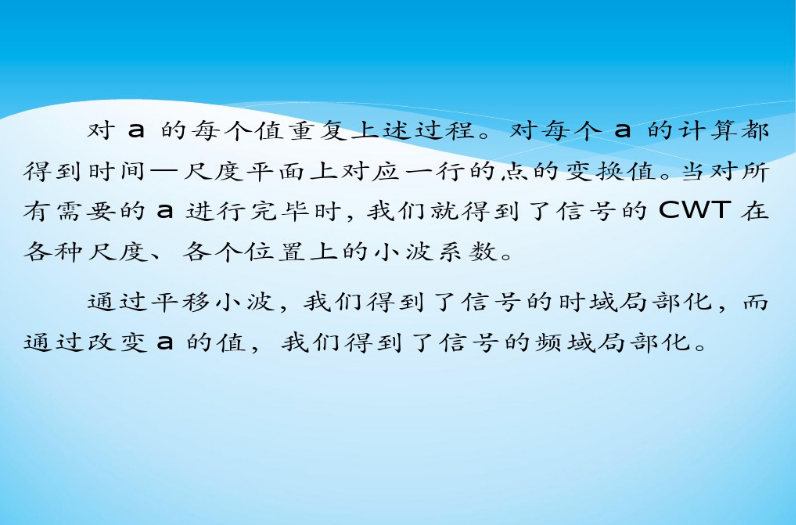 对 a 的每个值重复上述过程。对每个 a 的计算都
得到时间—尺度平面上对应一行的点的变换值。当对所
有需要的 a 进行完毕时，我们就得到了信号的 CWT 在
各种尺度、各个位置上的小波系数。
通过平移小波，我们得到了信号的时域局部化，而
通过改变 a 的值，我们得到了信号的频域局部化。